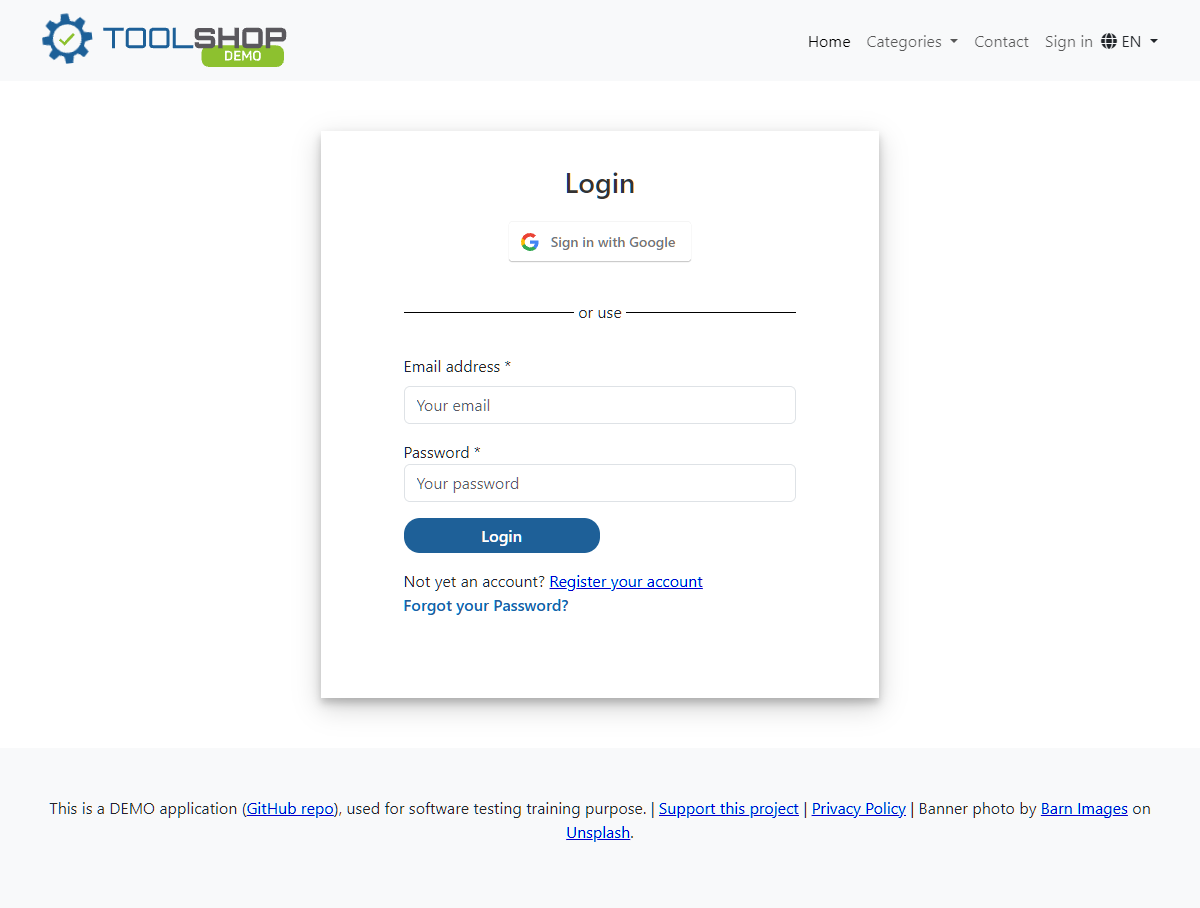 TOOLSHOP
DEMO
Home Categories Contact Sign in EN
Login
Sign in with Google
or use
Email address *
Your email
Password *
Your password
Login
Not yet an account? Register your account
Forgot your Password?
This is a DEMO application (GitHub repo), used for software testing training purpose. | Support this project | Privacy Policy | Banner photo by Barn Images on
Unsplash.